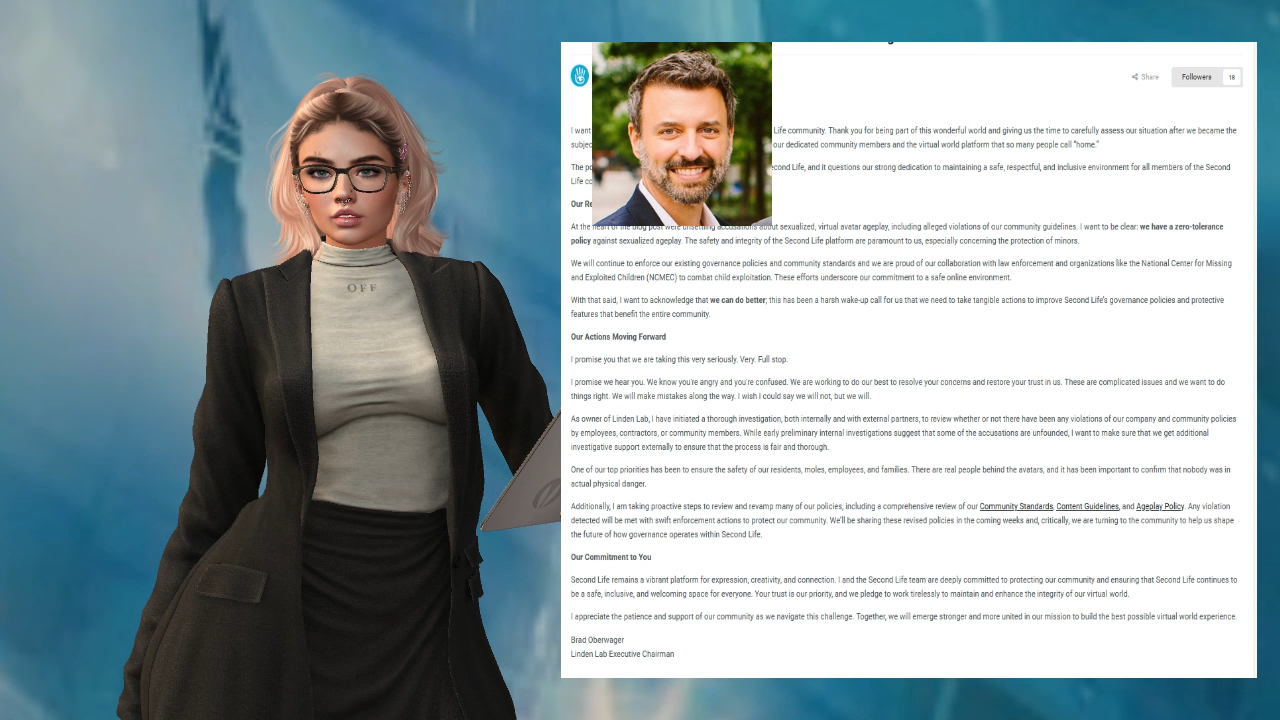 OFF
Share
Followers 18
I want Life community. Thank you for being part of this wonderful world and giving us the time to carefully assess our situation after we became the
subjec our dedicated community members and the virtual world platform that so many people call "home."
The po econd Life, and it questions our strong dedication to maintaining a safe, respectful, and inclusive environment for all members of the Second
Life co
Our Re
At the heart of the blog post were unsettling accusations about sexualized, virtual avatar ageplay, including alleged violations of our community guidelines. I want to be clear: we have a zero-tolerance
policy against sexualized ageplay. The safety and integrity of the Second Life platform are paramount to us, especially concerning the protection of minors.
We will continue to enforce our existing governance policies and community standards and we are proud of our collaboration with law enforcement and organizations like the National Center for Missing
and Exploited Children (NCMEC) to combat child exploitation. These efforts underscore our commitment to a safe online environment.
With that said, I want to acknowledge that we can do better; this has been a harsh wake-up call for us that we need to take tangible actions to improve Second Life's governance policies and protective
features that benefit the entire community.
Our Actions Moving Forward
I promise you that we are taking this very seriously. Very. Full stop.
I promise we hear you. We know you're angry and you're confused. We are working to do our best to resolve your concerns and restore your trust in us. These are complicated issues and we want to do
things right. We will make mistakes along the way. I wish I could say we will not, but we will.
As owner of Linden Lab, I have initiated a thorough investigation, both internally and with external partners, to review whether or not there have been any violations of our company and community policies
by employees, contractors, or community members. While early preliminary internal investigations suggest that some of the accusations are unfounded, I want to make sure that we get additional
investigative support externally to ensure that the process is fair and thorough.
One of our top priorities has been to ensure the safety of our residents, moles, employees, and families. There are real people behind the avatars, and it has been important to confirm that nobody was in
actual physical danger.
Additionally, I am taking proactive steps to review and revamp many of our policies, including a comprehensive review of our Community Standards, Content Guidelines, and Ageplay Policy. Any violation
detected will be met with swift enforcement actions to protect our community. We'll be sharing these revised policies in the coming weeks and, critically, we are turning to the community to help us shape
the future of how governance operates within Second Life.
Our Commitment to You
Second Life remains a vibrant platform for expression, creativity, and connection. I and the Second Life team are deeply committed to protecting our community and ensuring that Second Life continues to
be a safe, inclusive, and welcoming space for everyone. Your trust is our priority, and we pledge to work tirelessly to maintain and enhance the integrity of our virtual world.
I appreciate the patience and support of our community as we navigate this challenge. Together, we will emerge stronger and more united in our mission to build the best possible virtual world experience.
Brad Oberwager
Linden Lab Executive Chairman